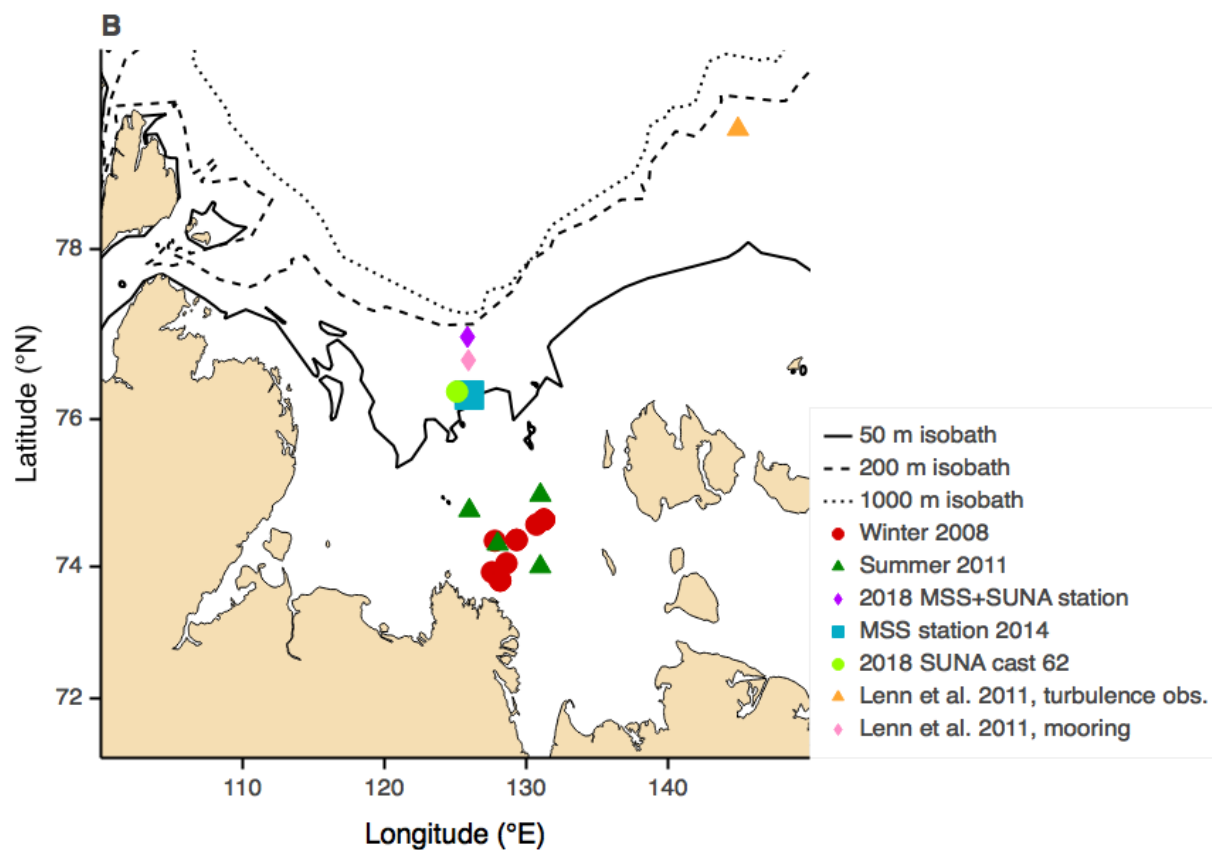 B
78
76
74
72
Latitude (°N)
110 120 130 140
Longitude (°E)
50 m isobath
200 m isobath
1000 m isobath
Winter 2008
Summer 2011
2018 MSS+SUNA station
MSS station 2014
2018 SUNA cast 62
Lenn et al. 2011, turbulence obs.
Lenn et al. 2011, mooring